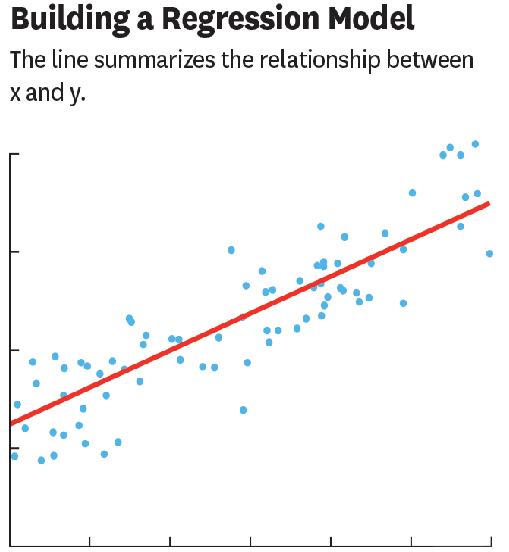 Building a Regression Model
The line summarizes the relationship between
x and y.